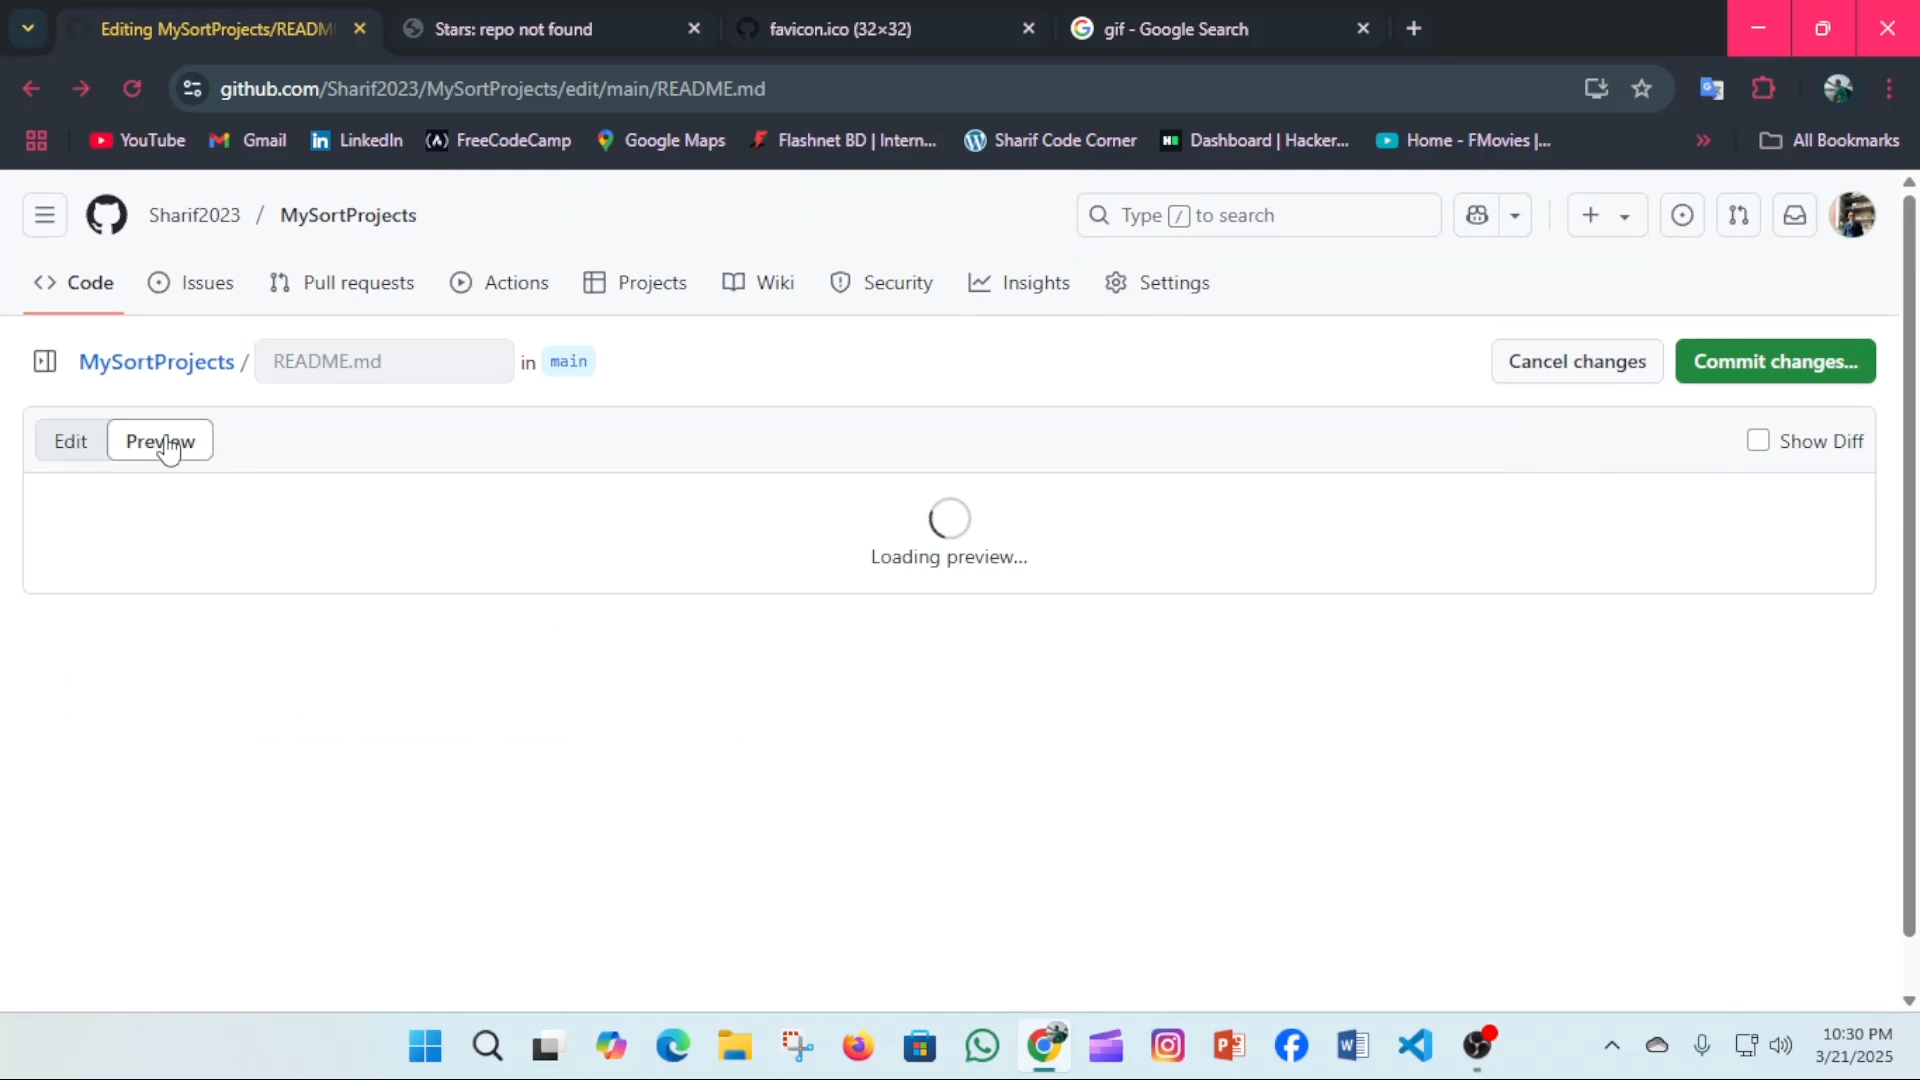 Editing MySortProjects/READM
Stars: repo not found
favicon.ico (32×32)
gif - Google Search
github.com/Sharif2023/MySortProjects/edit/main/README.md
YouTube
Gmail
LinkedIn
FreeCodeCamp
Google Maps
Flashnet BD | Intern...
Sharif Code Corner
Dashboard | Hacker...
Home - FMovies |...
All Bookmarks
Sharif2023 / MySortProjects
Type / to search
Code
Issues
Pull requests
Actions
Projects
Wiki
Security
Insights
Settings
MySortProjects / README.md in main
Cancel changes
Commit changes...
Edit
Preview
Show Diff
Loading preview...
10:30 PM
3/21/2025